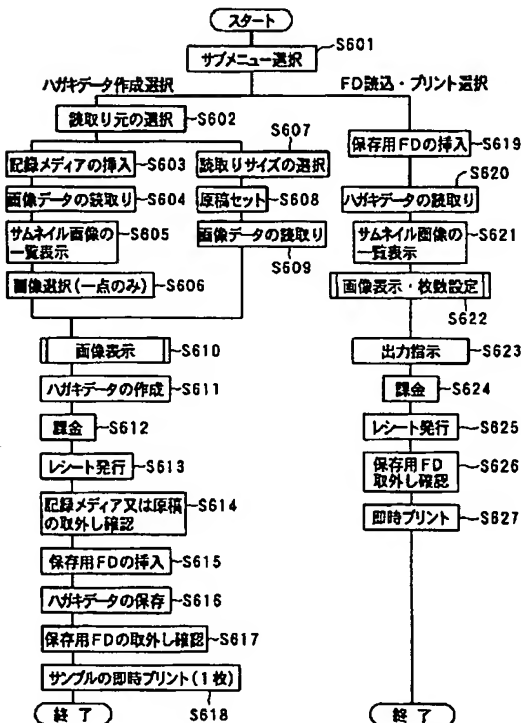 スタート
サブメニュー選択
S601
ハガキデータ作成選択
FD読込・プリント選択
読取り元の選択
S602
記録メディアの挿入
S603
画像データの読取り
S604
サムネイル画像の
一覧表示
S605
画像選択(一点のみ)
S606
S607
読取りサイズの選択
原稿セット
S608
画像データの読取り
S609
画像表示
S610
ハガキデータの作成
S611
課金
S612
レシート発行
S613
記録メディア又は原稿
の取外し確認
S614
保存用FDの挿入
S615
ハガキデータの保存
S616
保存用FDの取外し確認
S617
サンプルの即時プリント(1枚)
S618
終了
保存用FDの挿入
S619
S620
ハガキデータの読取り
サムネイル画像の
一覧表示
S621
画像表示・枚数設定
S622
出力指示
S623
課金
S624
レシート発行
S625
保存用FD
取外し確認
S626
即時プリント
S627
終了